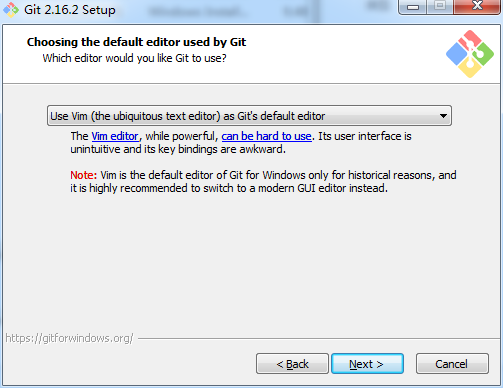 Git 2.16.2 Setup
Choosing the default editor used by Git
Which editor would you like Git to use?
Use Vim (the ubiquitous text editor) as Git's default editor
The Vim editor, while powerful, can be hard to use. Its user interface is
unintuitive and its key bindings are awkward.
Note: Vim is the default editor of Git for Windows only for historical reasons, and
it is highly recommended to switch to a modern GUI editor instead.
https://gitforwindows.org/
< Back
Next >
Cancel